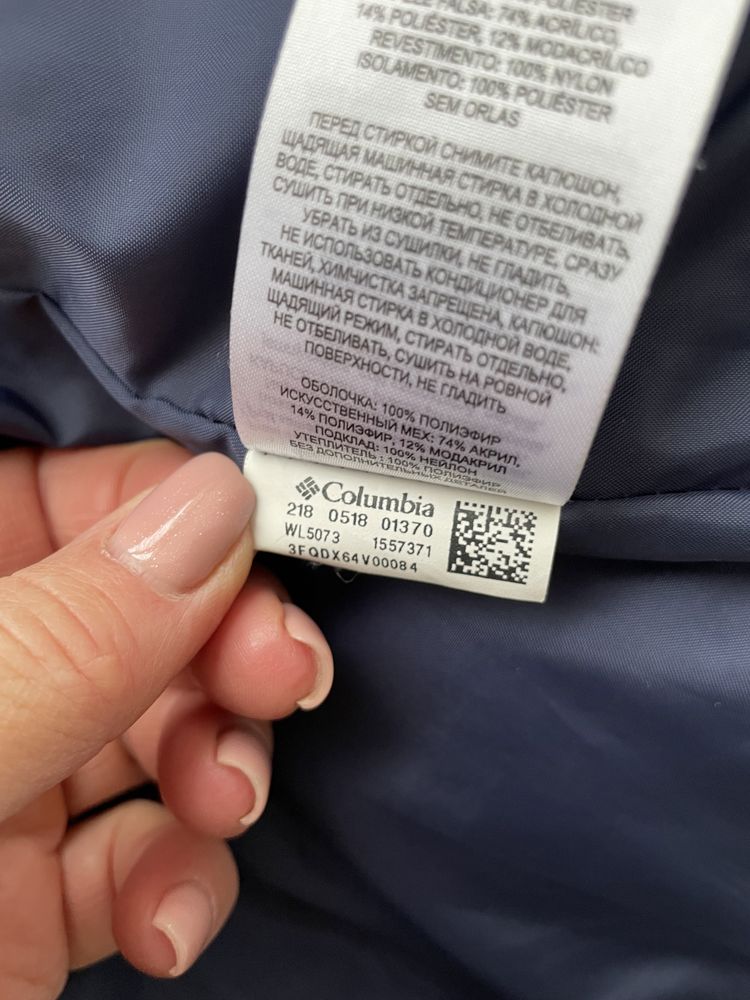 POLIÉSTER
FALSA: 74% ACRÍLICO,
14% POLIÉSTER, 12% MODACRÍLICO
REVESTIMENTO: 100% NYLON
ISOLAMENTO: 100% POLIÉSTER
SEM ORLAS
ПЕРЕД СТИРКОЙ СНИМИТЕ КАПЮШОН,
ЩАДЯЩАЯ МАШИННАЯ СТИРКА В ХОЛОДНОЙ
ВОДЕ, СТИРАТЬ ОТДЕЛЬНО, НЕ ОТБЕЛИВАТЬ,
СУШИТЬ ПРИ НИЗКОЙ ТЕМПЕРАТУРЕ, СРАЗУ
УБРАТЬ ИЗ СУШИЛКИ, НЕ ГЛАДИТЬ,
НЕ ИСПОЛЬЗОВАТЬ КОНДИЦИОНЕР ДЛЯ
ТКАНЕЙ, ХИМЧИСТКА ЗАПРЕЩЕНА, КАПЮШОН:
МАШИННАЯ СТИРКА В ХОЛОДНОЙ ВОДЕ,
ЩАДЯЩИЙ РЕЖИМ, СТИРАТЬ ОТДЕЛЬНО,
НЕ ОТБЕЛИВАТЬ, СУШИТЬ НА РОВНОЙ
ПОВЕРХНОСТИ, НЕ ГЛАДИТЬ
ОБОЛОЧКА: 100% ПОЛИЭФИР
ИСКУССТВЕННЫЙ МЕХ: 74% АКРИЛ,
14% ПОЛИЭФИР, 12% МОДАКРИЛ
ПОДКЛАД: 100% НЕЙЛОН
УТЕПЛИТЕЛЬ: 100% ПОЛИЭФИР
БЕЗ ДОПОЛНИТЕЛЬНЫХ ДЕТАЛЕЙ
Columbia
218 0518 01370
WL5073 1557371
3FQDX64V00084